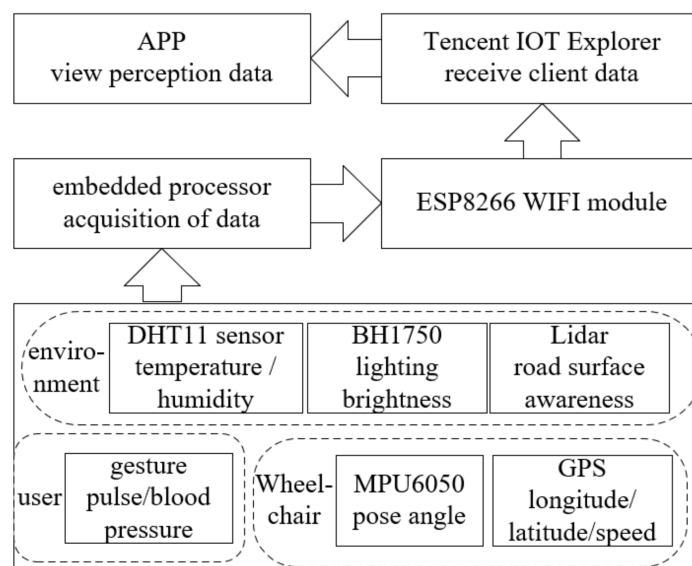 APP
view perception data
Tencent IOT Explorer
receive client data
embedded processor
acquisition of data
ESP8266 WIFI module
enviro-
nment
DHT11 sensor
temperature /
humidity
BH1750
lighting
brightness
Lidar
road surface
awareness
user
gesture
pulse/blood
pressure
Wheel-
chair
MPU6050
pose angle
GPS
longitude/
latitude/speed